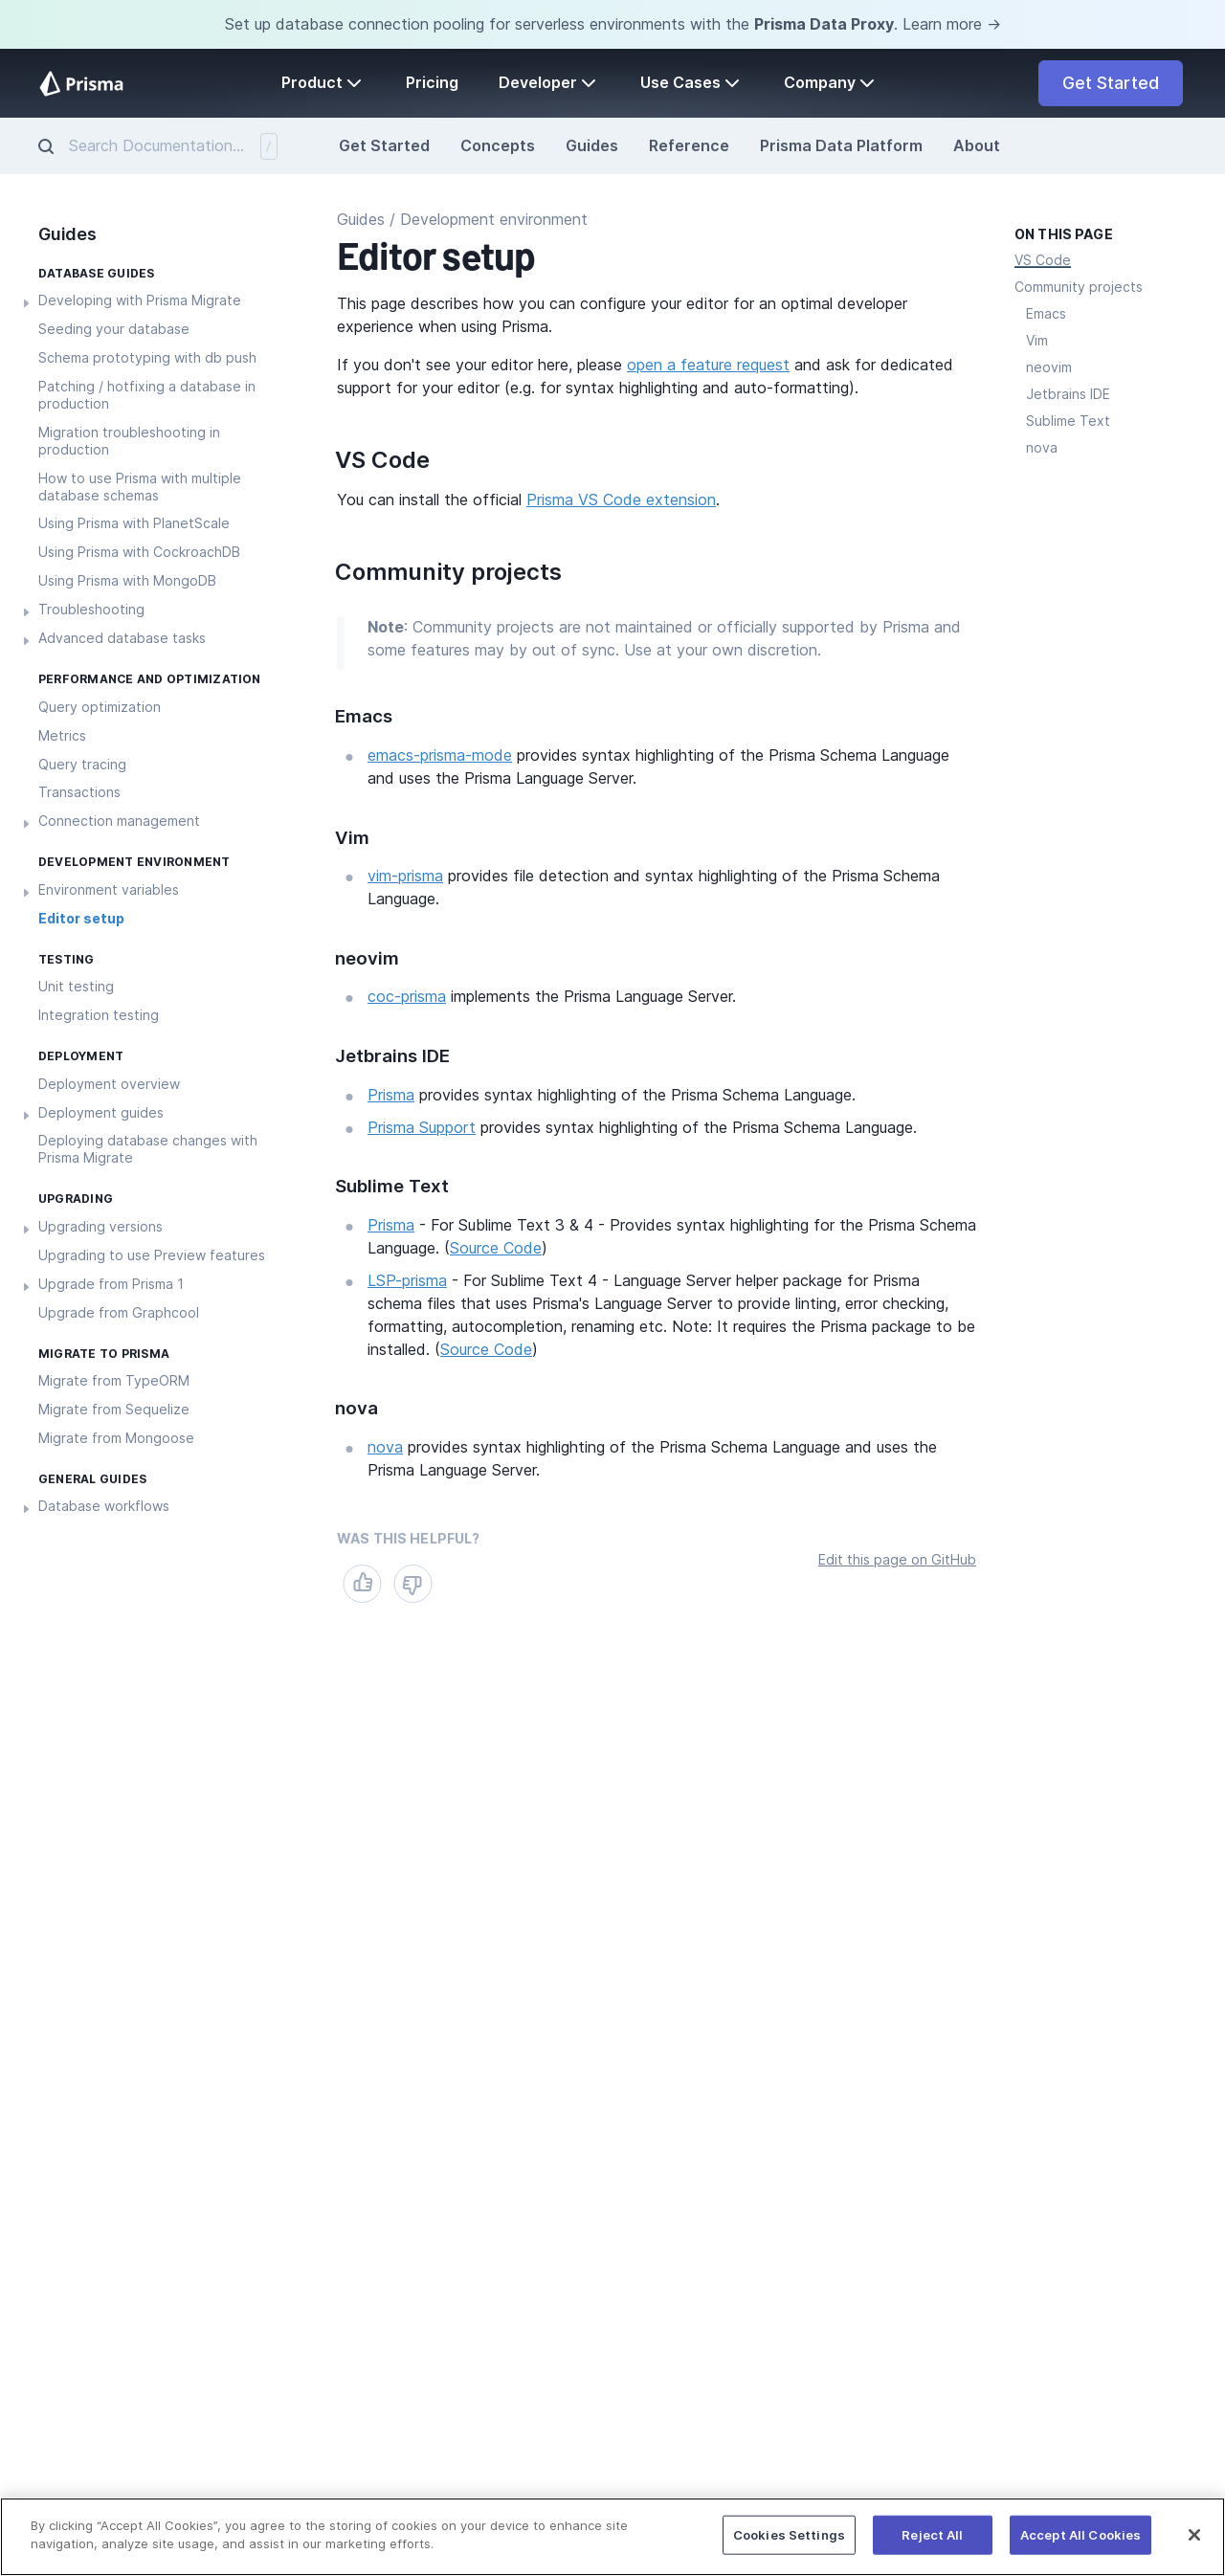 Set up database connection pooling for serverless environments with the Prisma Data Proxy. Learn more →
Prisma
Product
Pricing
Developer
Use Cases
Company
Get Started
Search Documentation...
/
Get Started
Concepts
Guides
Reference
Prisma Data Platform
About
Guides
DATABASE GUIDES
Developing with Prisma Migrate
Seeding your database
Schema prototyping with db push
Patching / hotfixing a database in
production
Migration troubleshooting in
production
How to use Prisma with multiple
database schemas
Using Prisma with PlanetScale
Using Prisma with CockroachDB
Using Prisma with MongoDB
Troubleshooting
Advanced database tasks
PERFORMANCE AND OPTIMIZATION
Query optimization
Metrics
Query tracing
Transactions
Connection management
DEVELOPMENT ENVIRONMENT
Environment variables
Editor setup
TESTING
Unit testing
Integration testing
DEPLOYMENT
Deployment overview
Deployment guides
Deploying database changes with
Prisma Migrate
UPGRADING
Upgrading versions
Upgrading to use Preview features
Upgrade from Prisma 1
Upgrade from Graphcool
MIGRATE TO PRISMA
Migrate from TypeORM
Migrate from Sequelize
Migrate from Mongoose
GENERAL GUIDES
Database workflows
Guides / Development environment
Editor setup
This page describes how you can configure your editor for an optimal developer
experience when using Prisma.
If you don't see your editor here, please open a feature request and ask for dedicated
support for your editor (e.g. for syntax highlighting and auto-formatting).
VS Code
You can install the official Prisma VS Code extension.
Community projects
Note: Community projects are not maintained or officially supported by Prisma and
some features may by out of sync. Use at your own discretion.
Emacs
emacs-prisma-mode provides syntax highlighting of the Prisma Schema Language
and uses the Prisma Language Server.
Vim
vim-prisma provides file detection and syntax highlighting of the Prisma Schema
Language.
neovim
coc-prisma implements the Prisma Language Server.
Jetbrains IDE
Prisma provides syntax highlighting of the Prisma Schema Language.
Prisma Support provides syntax highlighting of the Prisma Schema Language.
Sublime Text
Prisma - For Sublime Text 3 & 4 - Provides syntax highlighting for the Prisma Schema
Language. (Source Code)
LSP-prisma - For Sublime Text 4 - Language Server helper package for Prisma
schema files that uses Prisma's Language Server to provide linting, error checking,
formatting, autocompletion, renaming etc. Note: It requires the Prisma package to be
installed. (Source Code)
nova
nova provides syntax highlighting of the Prisma Schema Language and uses the
Prisma Language Server.
WAS THIS HELPFUL?
Edit this page on GitHub
ON THIS PAGE
VS Code
Community projects
Emacs
Vim
neovim
Jetbrains IDE
Sublime Text
nova
By clicking “Accept All Cookies”, you agree to the storing of cookies on your device to enhance site
navigation, analyze site usage, and assist in our marketing efforts.
Cookies Settings
Reject All
Accept All Cookies